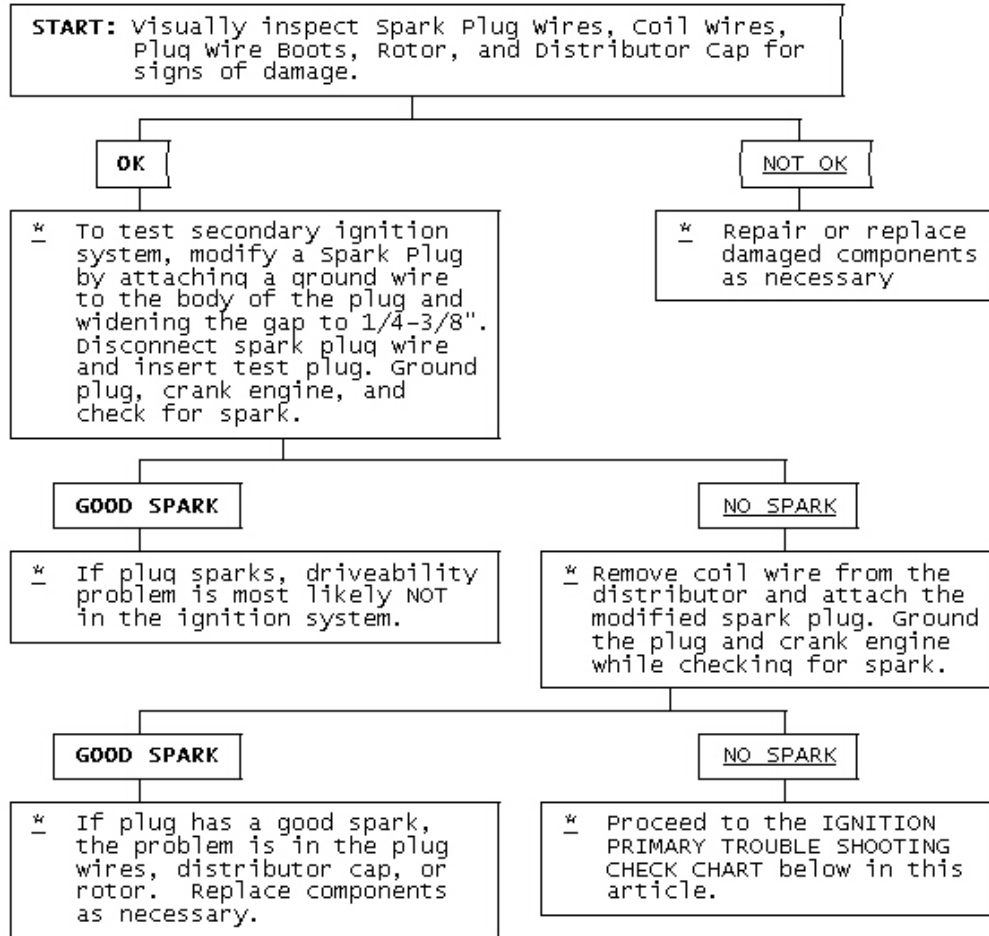 START: Visually inspect Spark Plug Wires, Coil Wires,
Plug Wire Boots, Rotor, and Distributor Cap for
signs of damage.
OK
NOT OK
* To test secondary ignition
system, modify a Spark Plug
by attaching a ground wire
to the body of the plug and
widening the gap to 1/4-3/8".
Disconnect spark plug wire
and insert test plug. Ground
plug, crank engine, and
check for spark.
* Repair or replace
damaged components
as necessary
GOOD SPARK
NO SPARK
* If plug sparks, driveability
problem is most likely NOT
in the ignition system.
* Remove coil wire from the
distributor and attach the
modified spark plug. Ground
the plug and crank engine
while checking for spark.
GOOD SPARK
NO SPARK
* If plug has a good spark,
the problem is in the plug
wires, distributor cap, or
rotor. Replace components
as necessary.
* Proceed to the IGNITION
PRIMARY TROUBLE SHOOTING
CHECK CHART below in this
article.